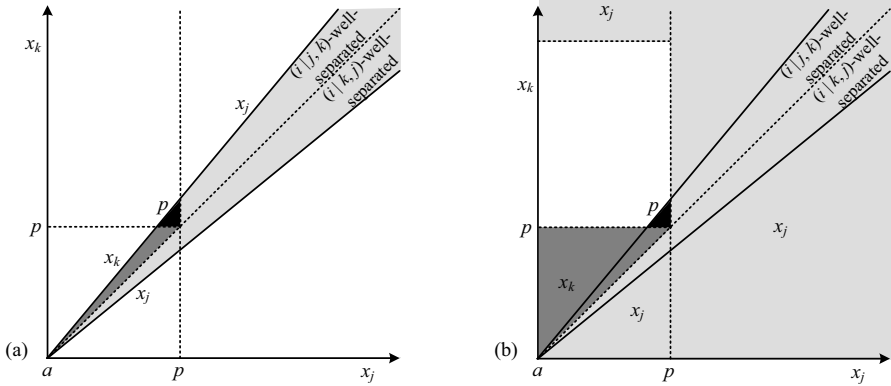 x_k
(i | j, k)-well-
separated
(i | k, j)-well-
separated
x_j
p
p
x_k
x_j
(a)
a
p
x_j
x_j
x_k
(i | j, k)-well-
separated
(i | k, j)-well-
separated
p
p
x_j
x_k
x_j
(b)
a
p
x_j